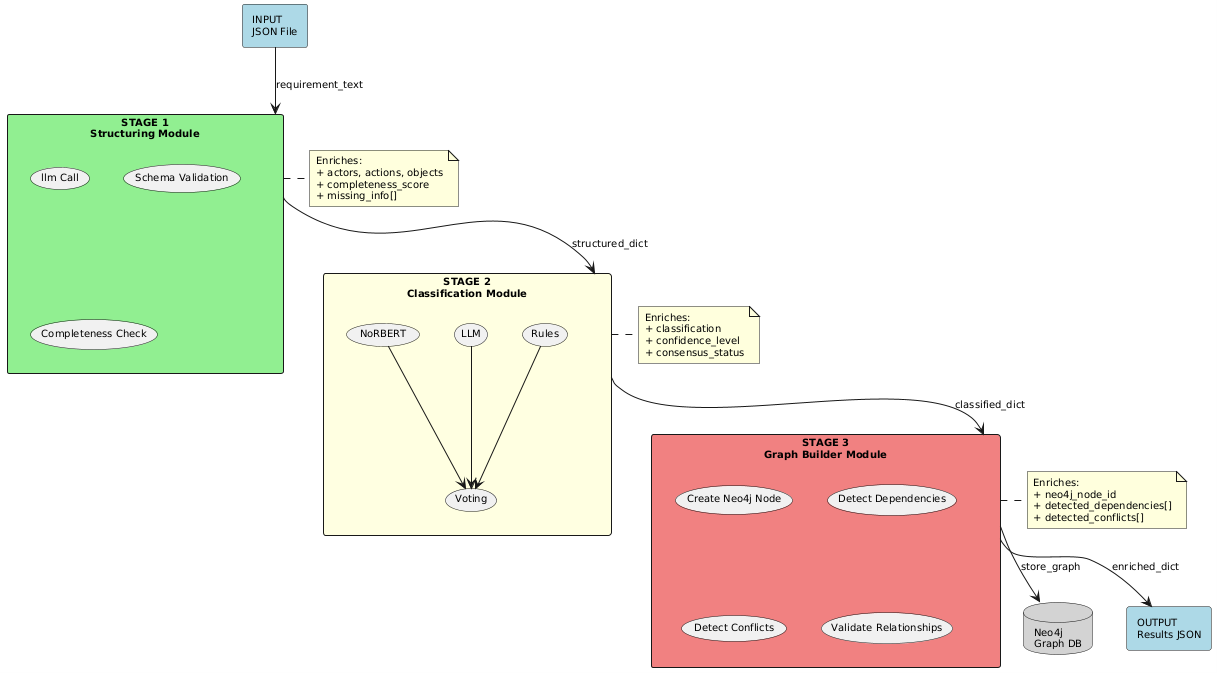 INPUT
JSON File
requirement_text
STAGE 1
Structuring Module
llm Call
Schema Validation
Completeness Check
Enriches:
+ actors, actions, objects
+ completeness_score
+ missing_info[]
structured_dict
STAGE 2
Classification Module
NoRBERT
LLM
Rules
Voting
Enriches:
+ classification
+ confidence_level
+ consensus_status
classified_dict
STAGE 3
Graph Builder Module
Create Neo4j Node
Detect Dependencies
Detect Conflicts
Validate Relationships
Enriches:
+ neo4j_node_id
+ detected_dependencies[]
+ detected_conflicts[]
store_graph
enriched_dict
Neo4j
Graph DB
OUTPUT
Results JSON